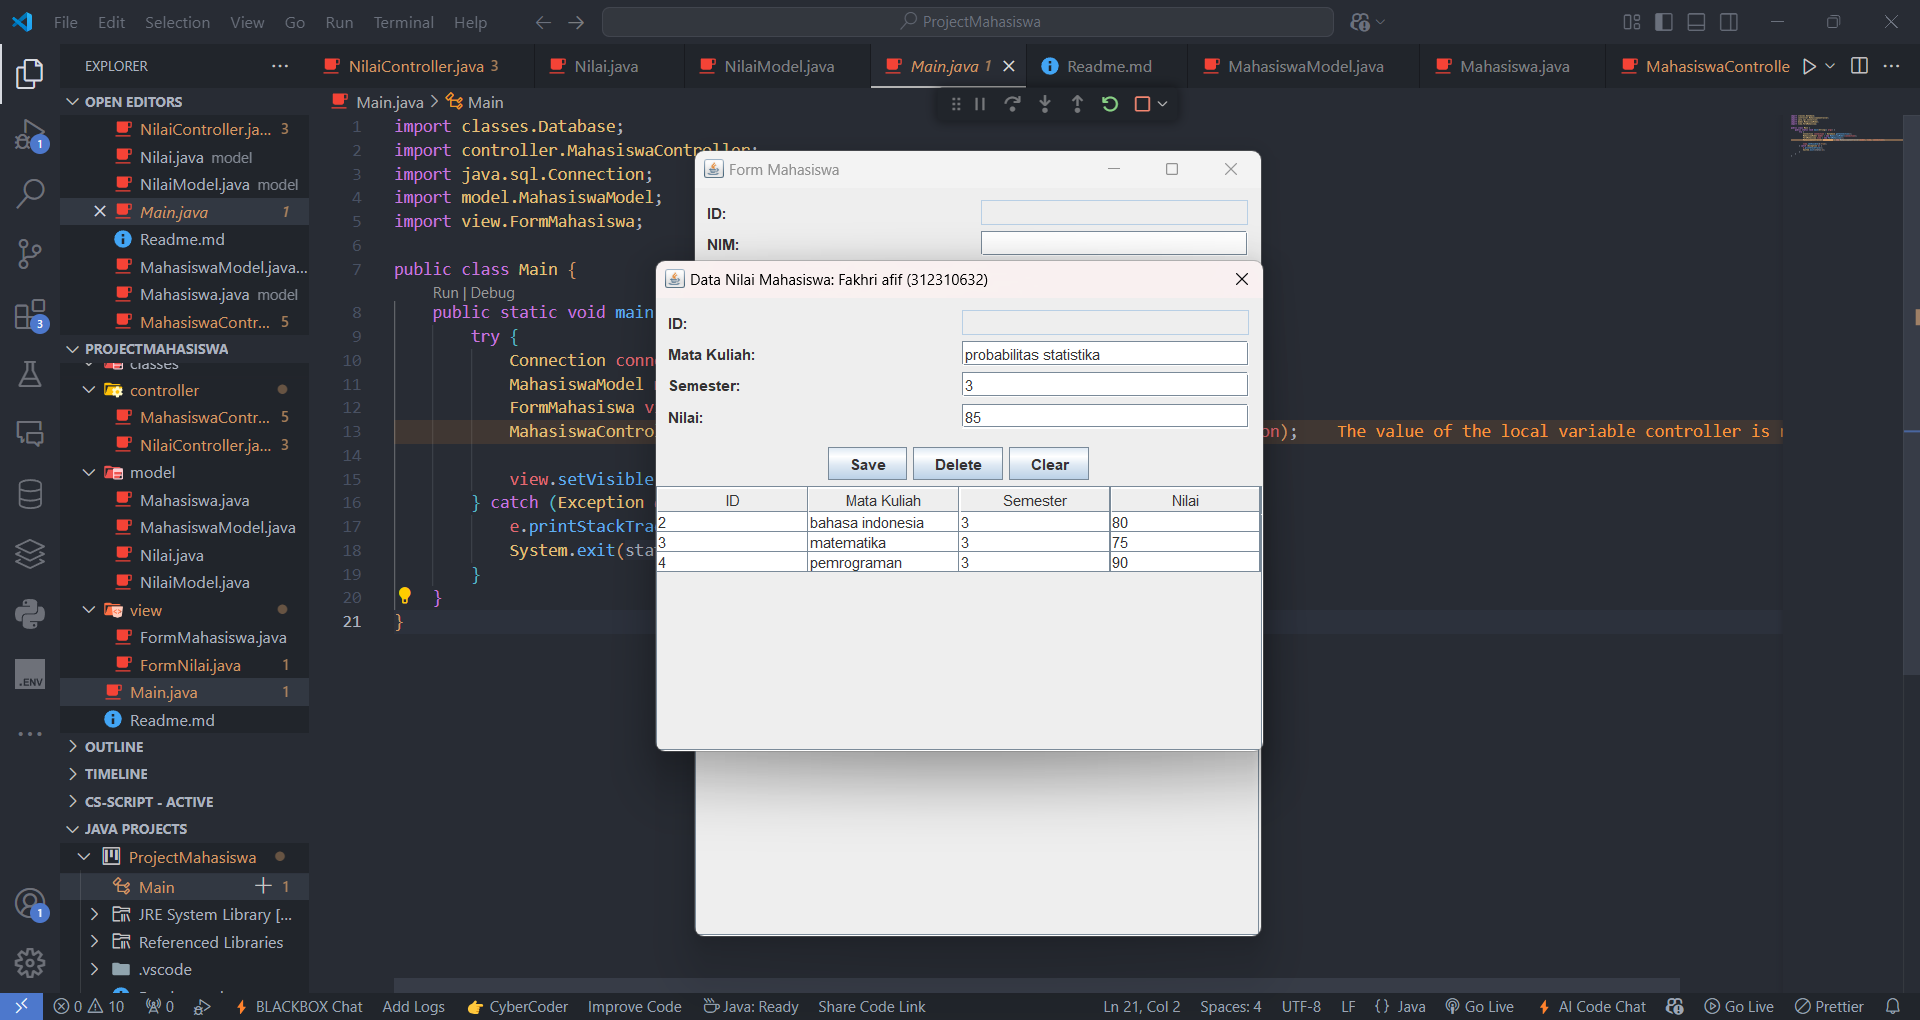 File Edit Selection View Go Run Terminal Help
ProjectMahasiswa
EXPLORER
NilaiController.java 3
Nilai.java
NilaiModel.java
Main.java 1
Readme.md
MahasiswaModel.java
Mahasiswa.java
MahasiswaControlle
OPEN EDITORS
NilaiController.ja... 3
Nilai.java model
NilaiModel.java model
Main.java 1
Readme.md
MahasiswaModel.java...
Mahasiswa.java model
MahasiswaContr... 5
PROJECTMAHASISWA
classes
controller
MahasiswaContr... 5
NilaiController.ja... 3
model
Mahasiswa.java
MahasiswaModel.java
Nilai.java
NilaiModel.java
view
FormMahasiswa.java
FormNilai.java 1
Main.java 1
Readme.md
OUTLINE
TIMELINE
CS-SCRIPT - ACTIVE
JAVA PROJECTS
ProjectMahasiswa
Main 1
JRE System Library [...
Referenced Libraries
.vscode
1
3
.ENV
1
Main.java > Main
1 import classes.Database;
2 import controller.MahasiswaController;
3 import java.sql.Connection;
4 import model.MahasiswaModel;
5 import view.FormMahasiswa;
6
7 public class Main {
Run | Debug
8 public static void main
9 try {
10 Connection conn
11 MahasiswaModel
12 FormMahasiswa v
13 MahasiswaContro on); The value of the local variable controller is
14
15 view.setVisible
16 } catch (Exception
17 e.printStackTra
18 System.exit(sta
19 }
20 }
21 }
Form Mahasiswa
ID:
NIM:
Data Nilai Mahasiswa: Fakhri afif (312310632)
ID:
Mata Kuliah: probabilitas statistika
Semester: 3
Nilai: 85
Save Delete Clear
ID Mata Kuliah Semester Nilai
2 bahasa indonesia 3 80
3 matematika 3 75
4 pemrograman 3 90
0 10 0 BLACKBOX Chat Add Logs CyberCoder Improve Code Java: Ready Share Code Link Ln 21, Col 2 Spaces: 4 UTF-8 LF {} Java Go Live AI Code Chat Go Live Prettier